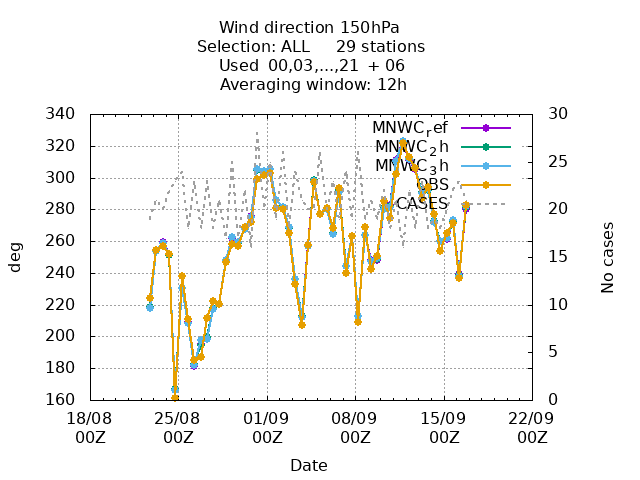 Wind direction 150hPa
Selection: ALL 29 stations
Used 00,03,...,21 + 06
Averaging window: 12h
340 30
320 25
300
280 20
260 15
240
220 10
200
180 5
160 0
MNWC_ref
MNWC_2h
MNWC_3h
OBS
CASES
deg
No cases
18/08 25/08 01/09 08/09 15/09 22/09
00Z 00Z 00Z 00Z 00Z 00Z
Date